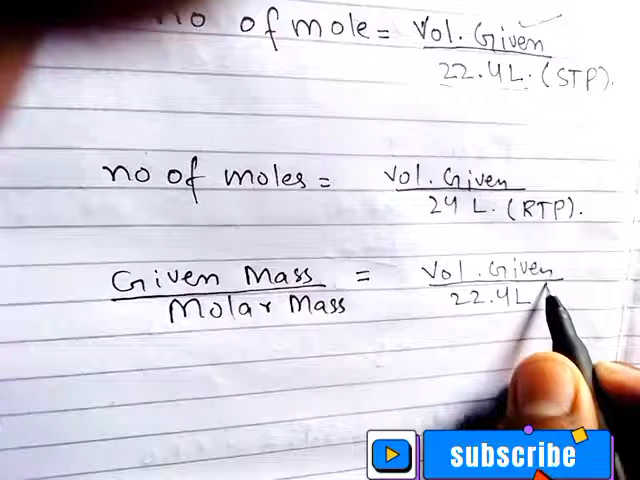 no of mole = Vol. Given
22.4L. (STP).
no of moles = Vol. Given
24 L. (RTP).
Given Mass = Vol. Given
Molar Mass 22.4L
subscribe